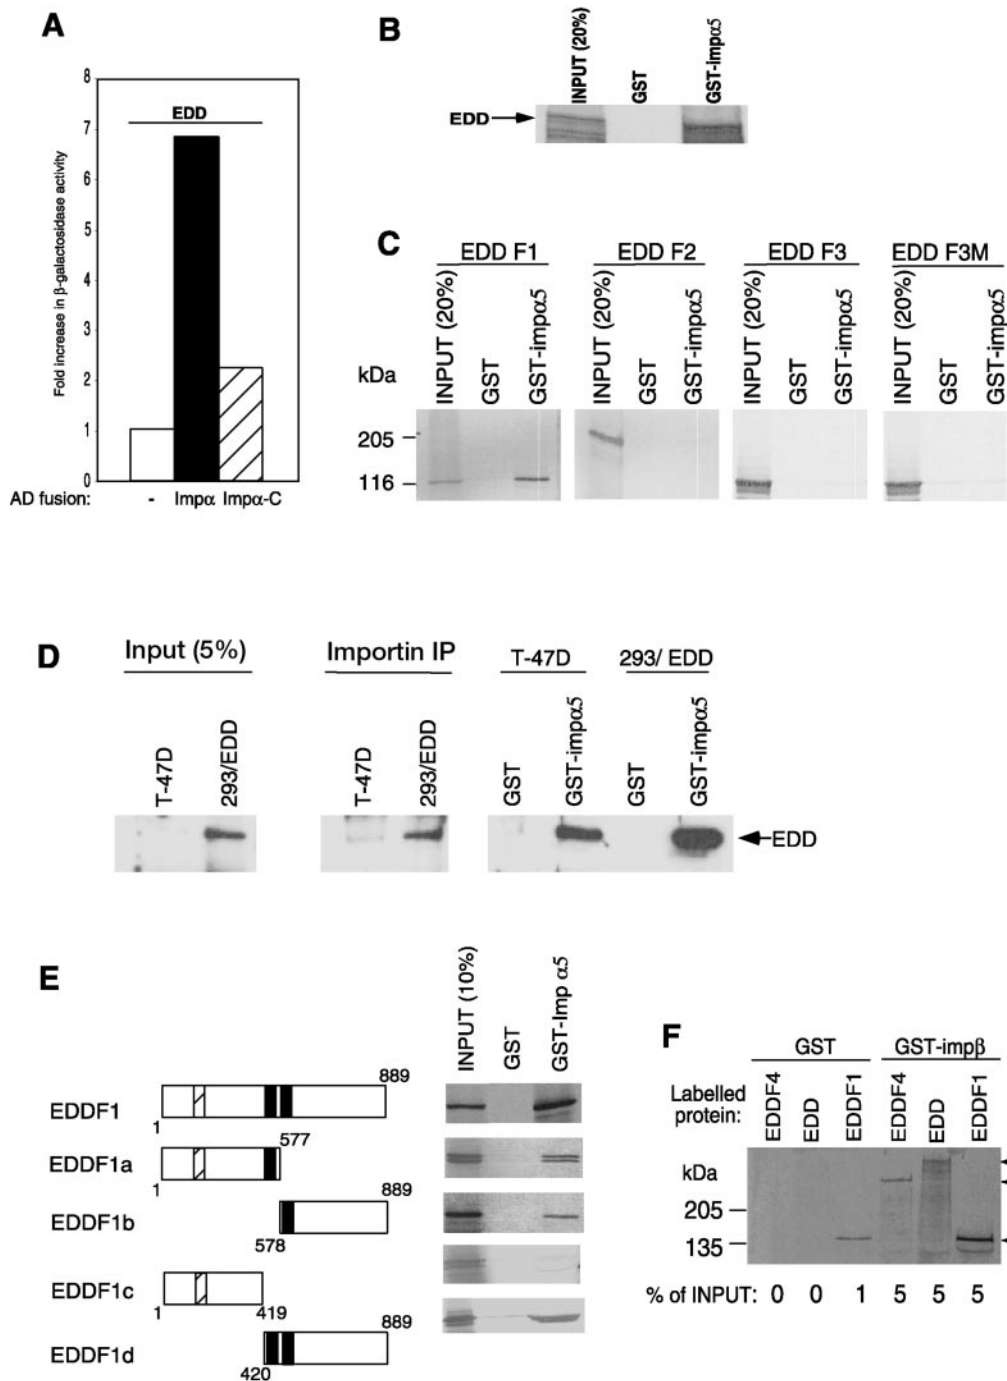 A
8
7
6
5
4
3
2
1
0
Fold increase in β-galactosidase activity
EDD
AD fusion: - Impα Impα-C
B
INPUT (20%) GST GST-impα5
EDD
C
EDD F1 EDD F2 EDD F3 EDD F3M
INPUT (20%) GST GST-impα5 INPUT (20%) GST GST-impα5 INPUT (20%) GST GST-impα5 INPUT (20%) GST GST-impα5
kDa
205
116
D
Input (5%) Importin IP T-47D 293/ EDD
T-47D 293/EDD T-47D 293/EDD GST GST-impα5 GST GST-impα5
EDD
E
INPUT (10%) GST GST-Imp α5
889
EDDF1
1
577
EDDF1a
1
889
EDDF1b
578
EDDF1c
1 419
889
EDDF1d
420
F
GST GST-impβ
Labelled protein: EDDF4 EDD EDDF1 EDDF4 EDD EDDF1
kDa
205
135
% of INPUT: 0 0 1 5 5 5